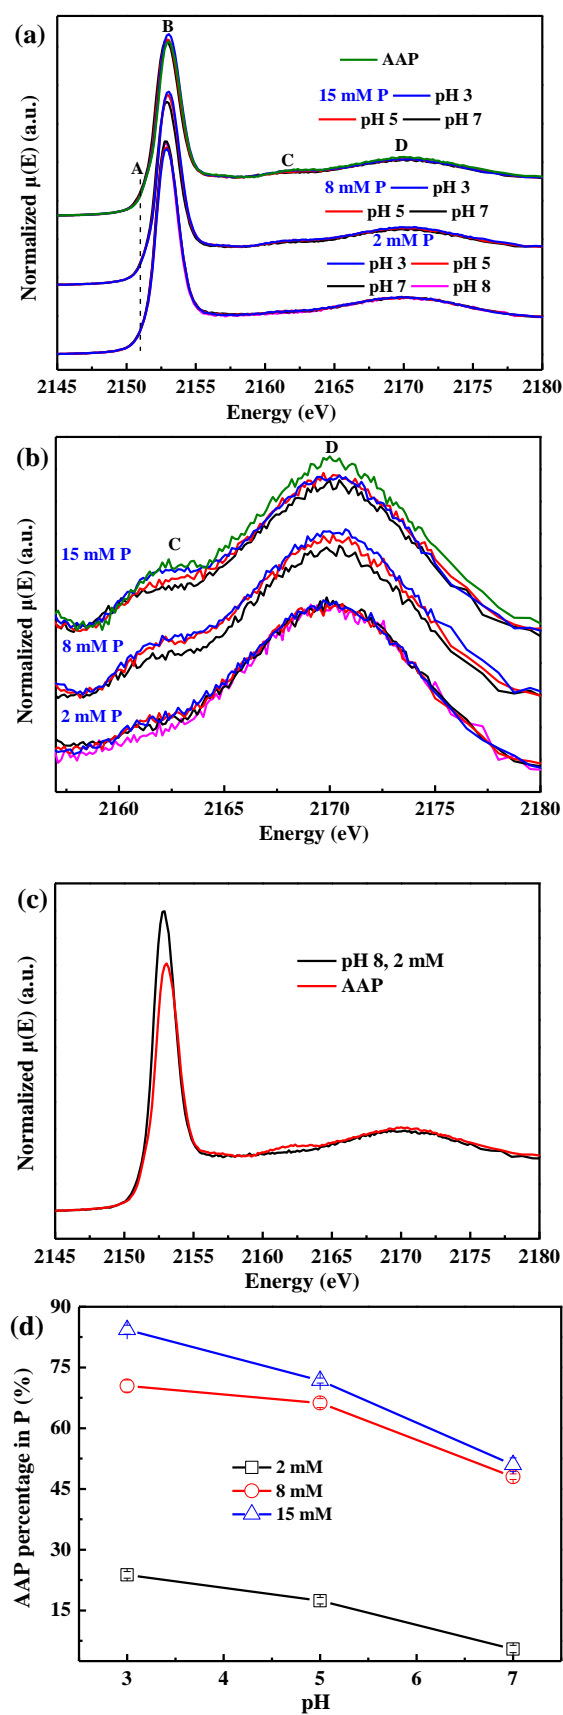 (a)
B
AAP
15 mM P pH 3
pH 5 pH 7
A
C
D
8 mM P pH 3
pH 5 pH 7
2 mM P
pH 3 pH 5
pH 7 pH 8
Normalized μ(E) (a.u.)
2145 2150 2155 2160 2165 2170 2175 2180
Energy (eV)
(b)
D
C
15 mM P
8 mM P
2 mM P
Normalized μ(E) (a.u.)
2160 2165 2170 2175 2180
Energy (eV)
(c)
pH 8, 2 mM
AAP
Normalized μ(E) (a.u.)
2145 2150 2155 2160 2165 2170 2175 2180
Energy (eV)
(d)
90
75
60
45
30
15
AAP percentage in P (%)
2 mM
8 mM
15 mM
3 4 5 6 7
pH